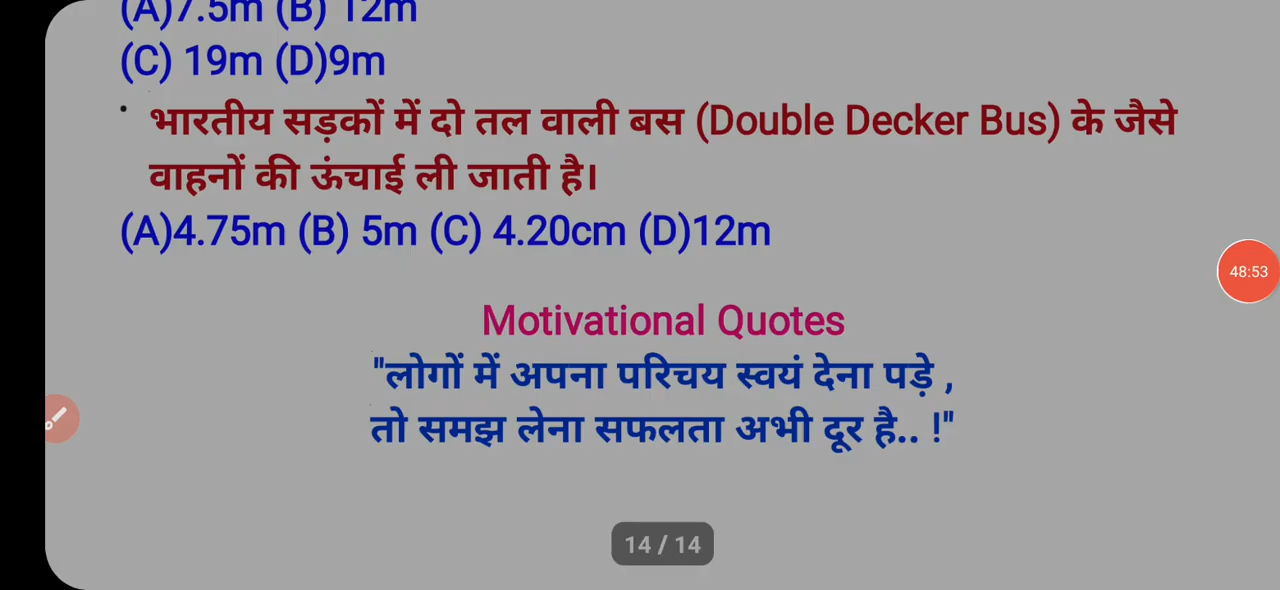 (A)7.5m (B) 12m
(C) 19m (D)9m
• भारतीय सड़कों में दो तल वाली बस (Double Decker Bus) के जैसे
वाहनों की ऊंचाई ली जाती है।
(A)4.75m (B) 5m (C) 4.20cm (D)12m
48:53
Motivational Quotes
"लोगों में अपना परिचय स्वयं देना पड़े ,
तो समझ लेना सफलता अभी दूर है.. !"
14 / 14